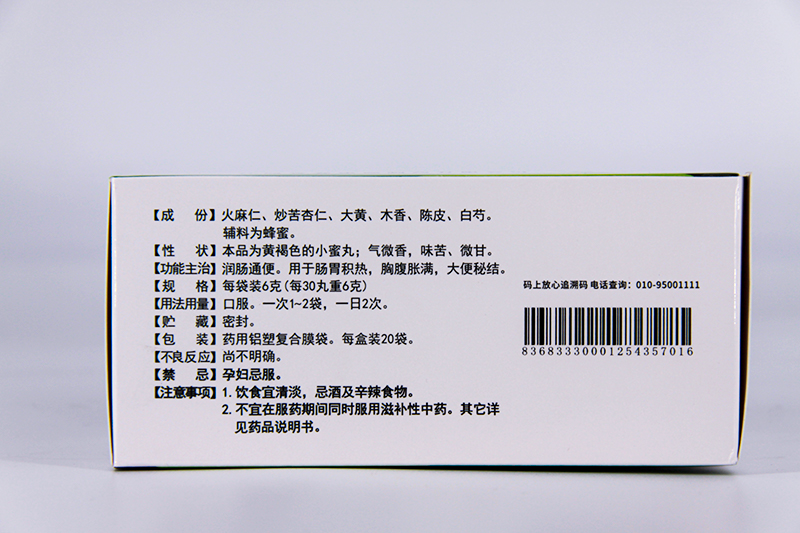 【成 份】火麻仁、炒苦杏仁、大黄、木香、陈皮、白芍。
辅料为蜂蜜。
【性 状】本品为黄褐色的小蜜丸；气微香，味苦、微甘。
【功能主治】润肠通便。用于肠胃积热，胸腹胀满，大便秘结。
【规 格】每袋装6克(每30丸重6克)
【用法用量】口服。一次1~2袋，一日2次。
【贮 藏】密封。
【包 装】药用铝塑复合膜袋。每盒装20袋。
【不良反应】尚不明确。
【禁 忌】孕妇忌服。
【注意事项】1.饮食宜清淡，忌酒及辛辣食物。
2.不宜在服药期间同时服用滋补性中药。其它详
见药品说明书。
码上放心追溯码 电话查询：010-95001111
83683330001254357016